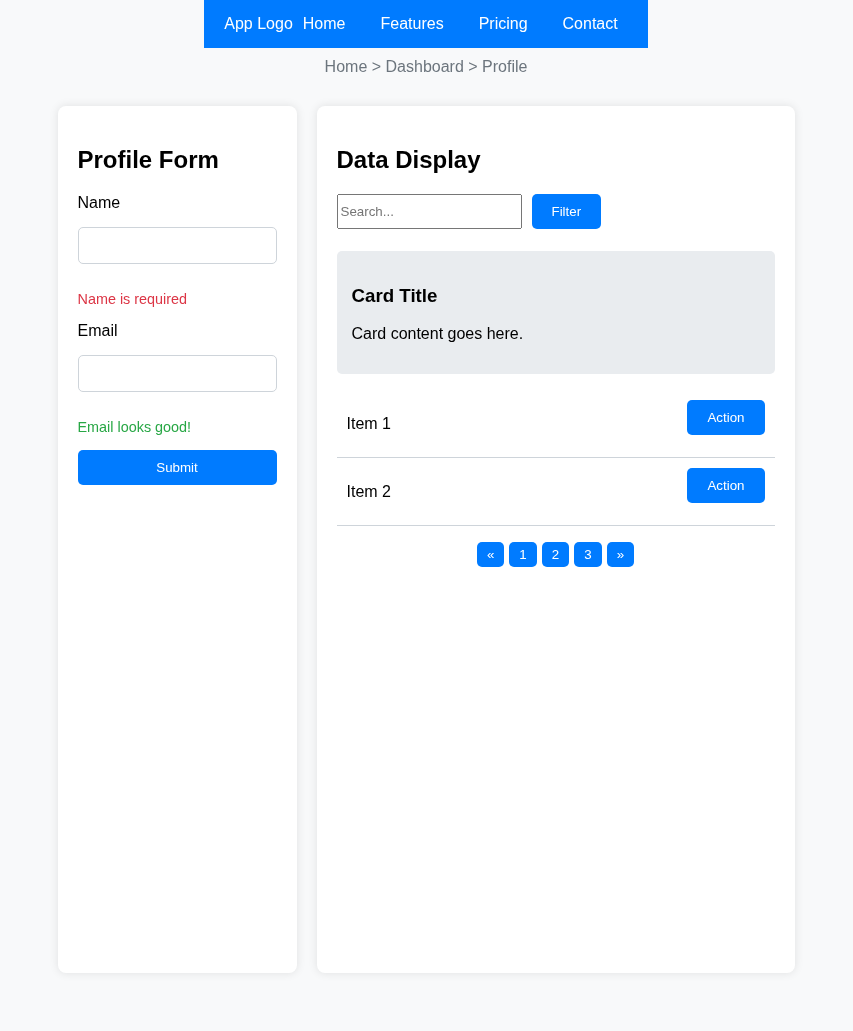 App Logo Home Features Pricing Contact
Home > Dashboard > Profile
Profile Form
Name
Name is required
Email
Email looks good!
Submit
Data Display
Search... Filter
Card Title
Card content goes here.
Item 1 Action
Item 2 Action
« 1 2 3 »